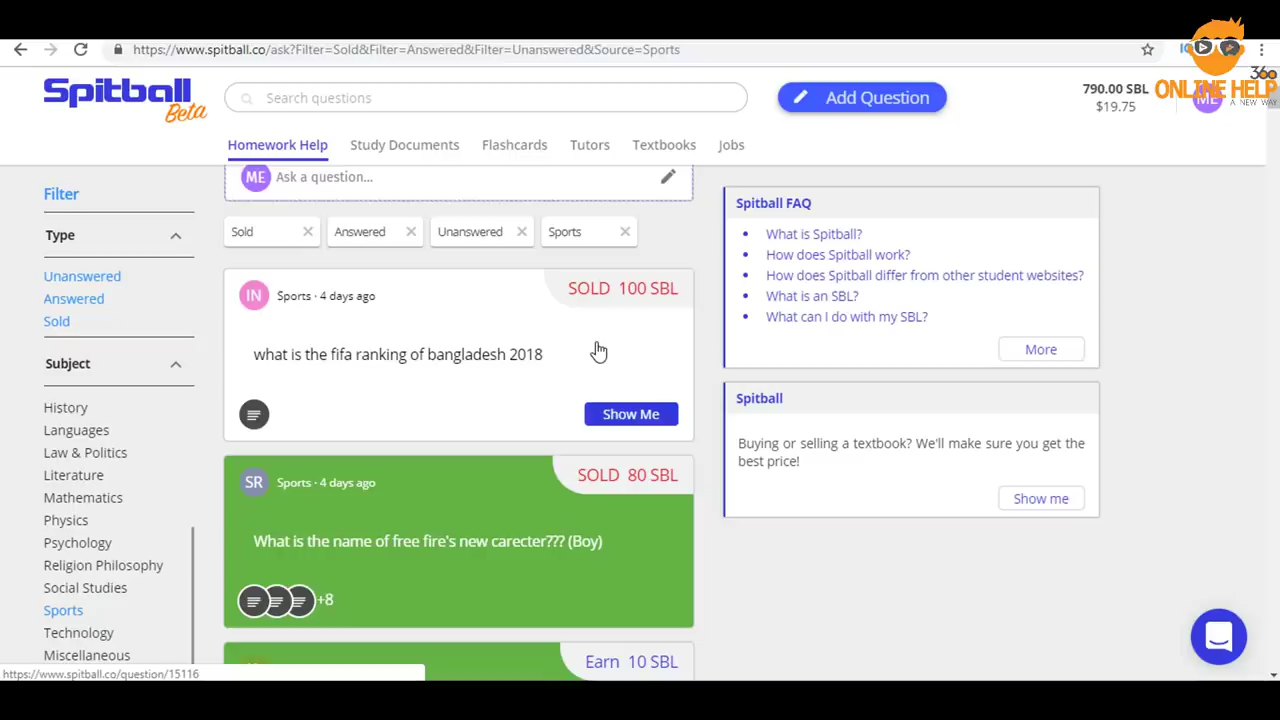 https://www.spitball.co/ask?Filter=Sold&Filter=Answered&Filter=Unanswered&Source=Sports
360
ONLINE HELP
A NEW WAY
Spitball
Beta
Search questions
Add Question
790.00 SBL
$19.75
ME
Homework Help
Study Documents
Flashcards
Tutors
Textbooks
Jobs
Filter
Type
Unanswered
Answered
Sold
Subject
History
Languages
Law & Politics
Literature
Mathematics
Physics
Psychology
Religion Philosophy
Social Studies
Sports
Technology
Miscellaneous
ME Ask a question...
Sold
Answered
Unanswered
Sports
IN Sports · 4 days ago
SOLD 100 SBL
what is the fifa ranking of bangladesh 2018
Show Me
SR Sports · 4 days ago
SOLD 80 SBL
What is the name of free fire's new carecter??? (Boy)
+8
Earn 10 SBL
Spitball FAQ
What is Spitball?
How does Spitball work?
How does Spitball differ from other student websites?
What is an SBL?
What can I do with my SBL?
More
Spitball
Buying or selling a textbook? We'll make sure you get the
best price!
Show me
https://www.spitball.co/question/15116